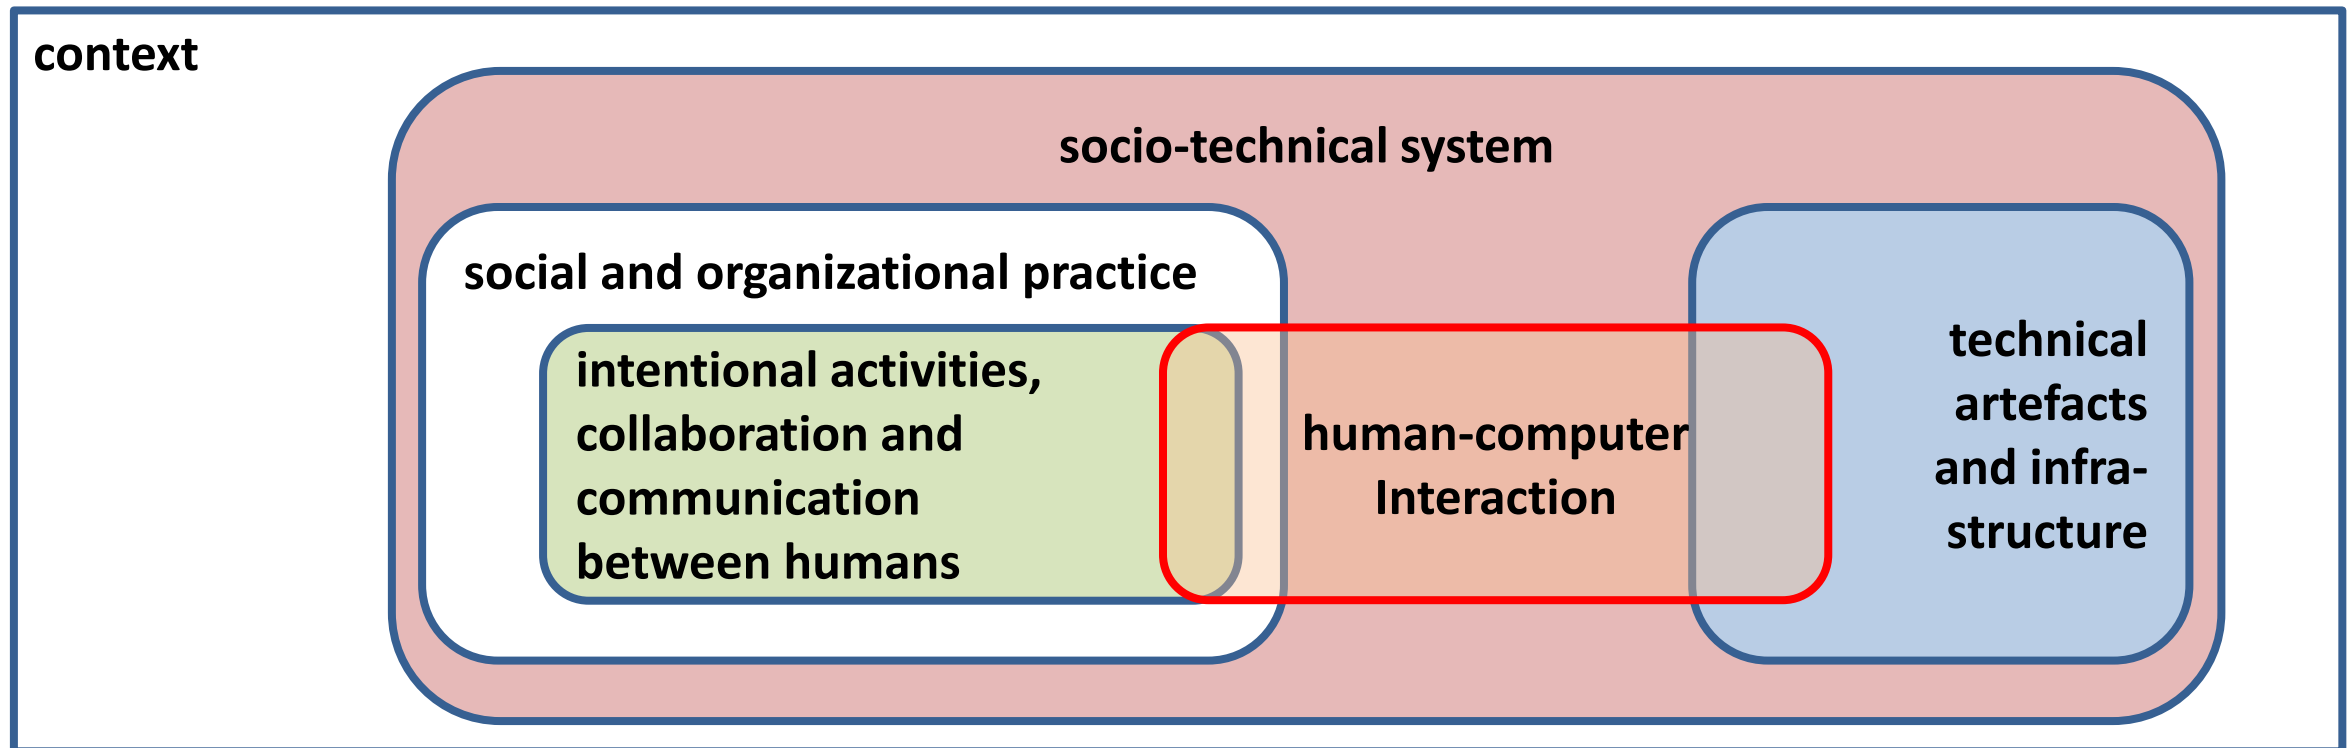 context
socio-technical system
social and organizational practice
intentional activities,
collaboration and
communication
between humans
human-computer
Interaction
technical
artefacts
and infra-
structure